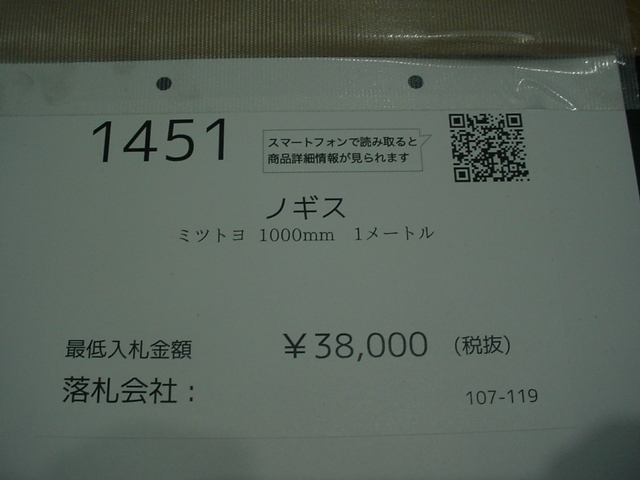 1451
スマートフォンで読み取ると
商品詳細情報が見られます
ノギス
ミツトヨ 1000mm 1メートル
最低入札金額 ￥38,000 (税抜)
落札会社：
107-119